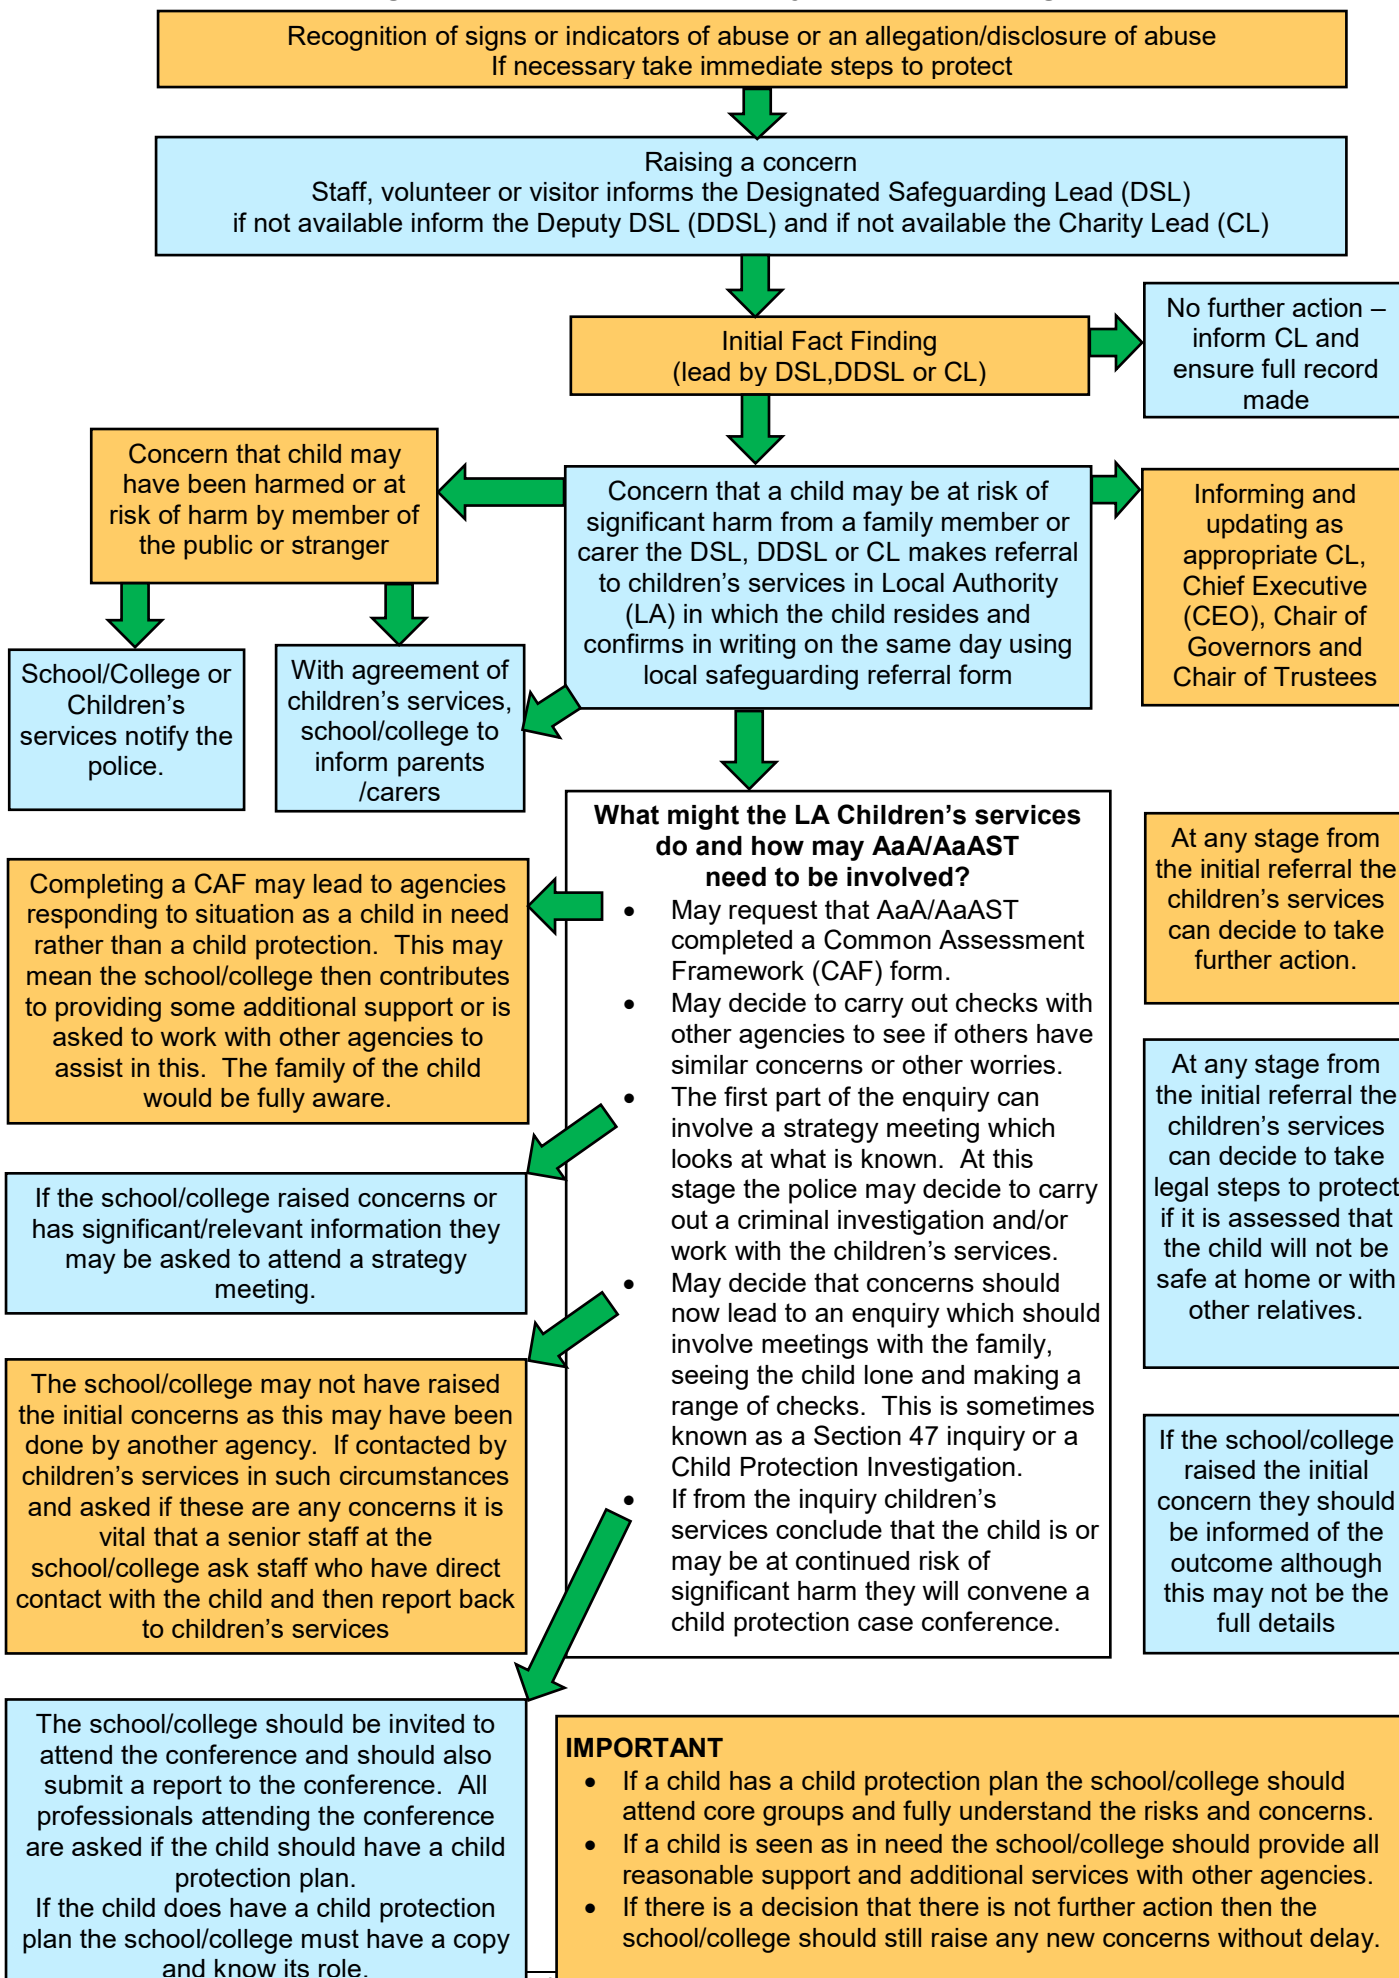 Recognition of signs or indicators of abuse or an allegation/disclosure of abuse
If necessary take immediate steps to protect
Raising a concern
Staff, volunteer or visitor informs the Designated Safeguarding Lead (DSL)
if not available inform the Deputy DSL (DDSL) and if not available the Charity Lead (CL)
Initial Fact Finding
(lead by DSL,DDSL or CL)
No further action –
inform CL and
ensure full record
made
Concern that child may
have been harmed or at
risk of harm by member of
the public or stranger
Concern that a child may be at risk of
significant harm from a family member or
carer the DSL, DDSL or CL makes referral
to children's services in Local Authority
(LA) in which the child resides and
confirms in writing on the same day using
local safeguarding referral form
Informing and
updating as
appropriate CL,
Chief Executive
(CEO), Chair of
Governors and
Chair of Trustees
School/College or
Children's
services notify the
police.
With agreement of
children's services,
school/college to
inform parents
/carers
What might the LA Children's services
do and how may AaA/AaAST
need to be involved?
• May request that AaA/AaAST
completed a Common Assessment
Framework (CAF) form.
• May decide to carry out checks with
other agencies to see if others have
similar concerns or other worries.
• The first part of the enquiry can
involve a strategy meeting which
looks at what is known. At this
stage the police may decide to carry
out a criminal investigation and/or
work with the children's services.
• May decide that concerns should
now lead to an enquiry which should
involve meetings with the family,
seeing the child lone and making a
range of checks. This is sometimes
known as a Section 47 inquiry or a
Child Protection Investigation.
• If from the inquiry children's
services conclude that the child is or
may be at continued risk of
significant harm they will convene a
child protection case conference.
At any stage from
the initial referral the
children's services
can decide to take
further action.
Completing a CAF may lead to agencies
responding to situation as a child in need
rather than a child protection. This may
mean the school/college then contributes
to providing some additional support or is
asked to work with other agencies to
assist in this. The family of the child
would be fully aware.
At any stage from
the initial referral the
children's services
can decide to take
legal steps to protect
if it is assessed that
the child will not be
safe at home or with
other relatives.
If the school/college raised concerns or
has significant/relevant information they
may be asked to attend a strategy
meeting.
The school/college may not have raised
the initial concerns as this may have been
done by another agency. If contacted by
children's services in such circumstances
and asked if these are any concerns it is
vital that a senior staff at the
school/college ask staff who have direct
contact with the child and then report back
to children's services
If the school/college
raised the initial
concern they should
be informed of the
outcome although
this may not be the
full details
The school/college should be invited to
attend the conference and should also
submit a report to the conference. All
professionals attending the conference
are asked if the child should have a child
protection plan.
If the child does have a child protection
plan the school/college must have a copy
and know its role.
IMPORTANT
• If a child has a child protection plan the school/college should
attend core groups and fully understand the risks and concerns.
• If a child is seen as in need the school/college should provide all
reasonable support and additional services with other agencies.
• If there is a decision that there is not further action then the
school/college should still raise any new concerns without delay.